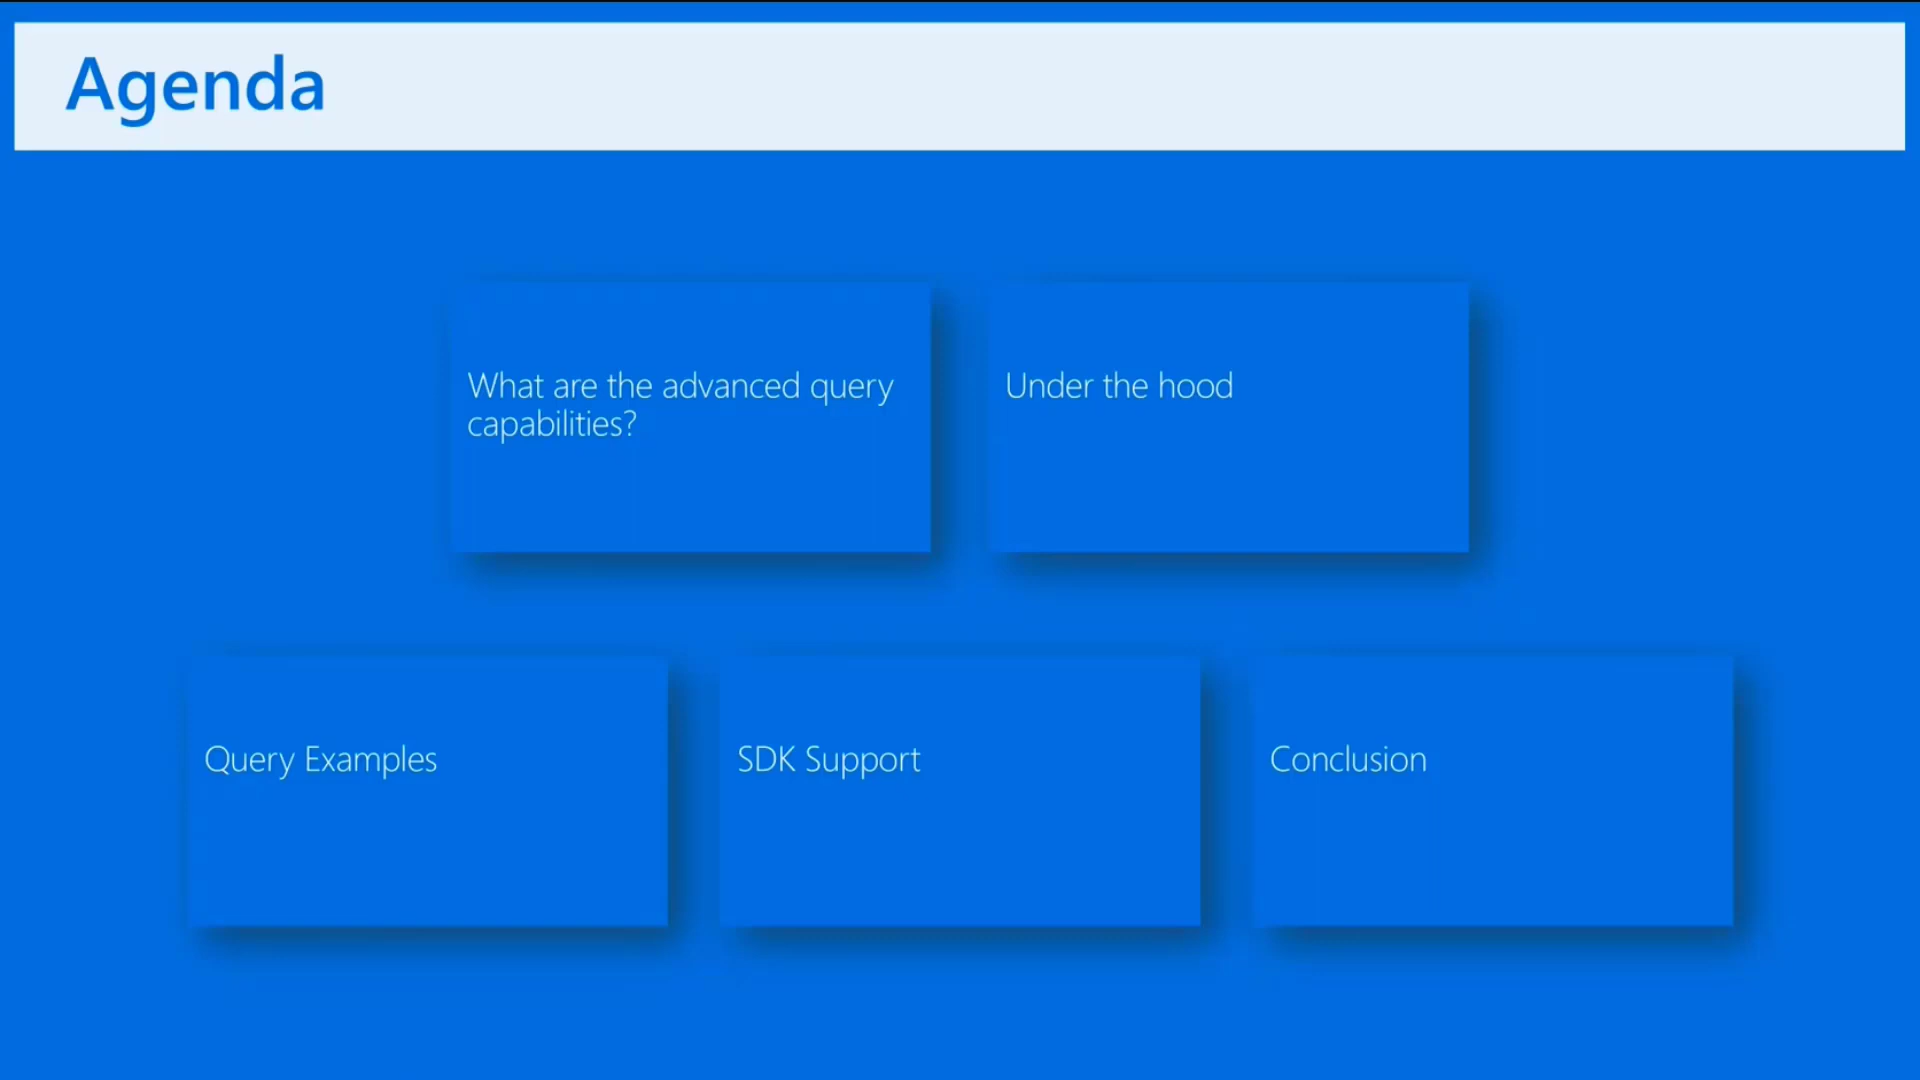 Agenda
What are the advanced query
capabilities?
Under the hood
Query Examples
SDK Support
Conclusion